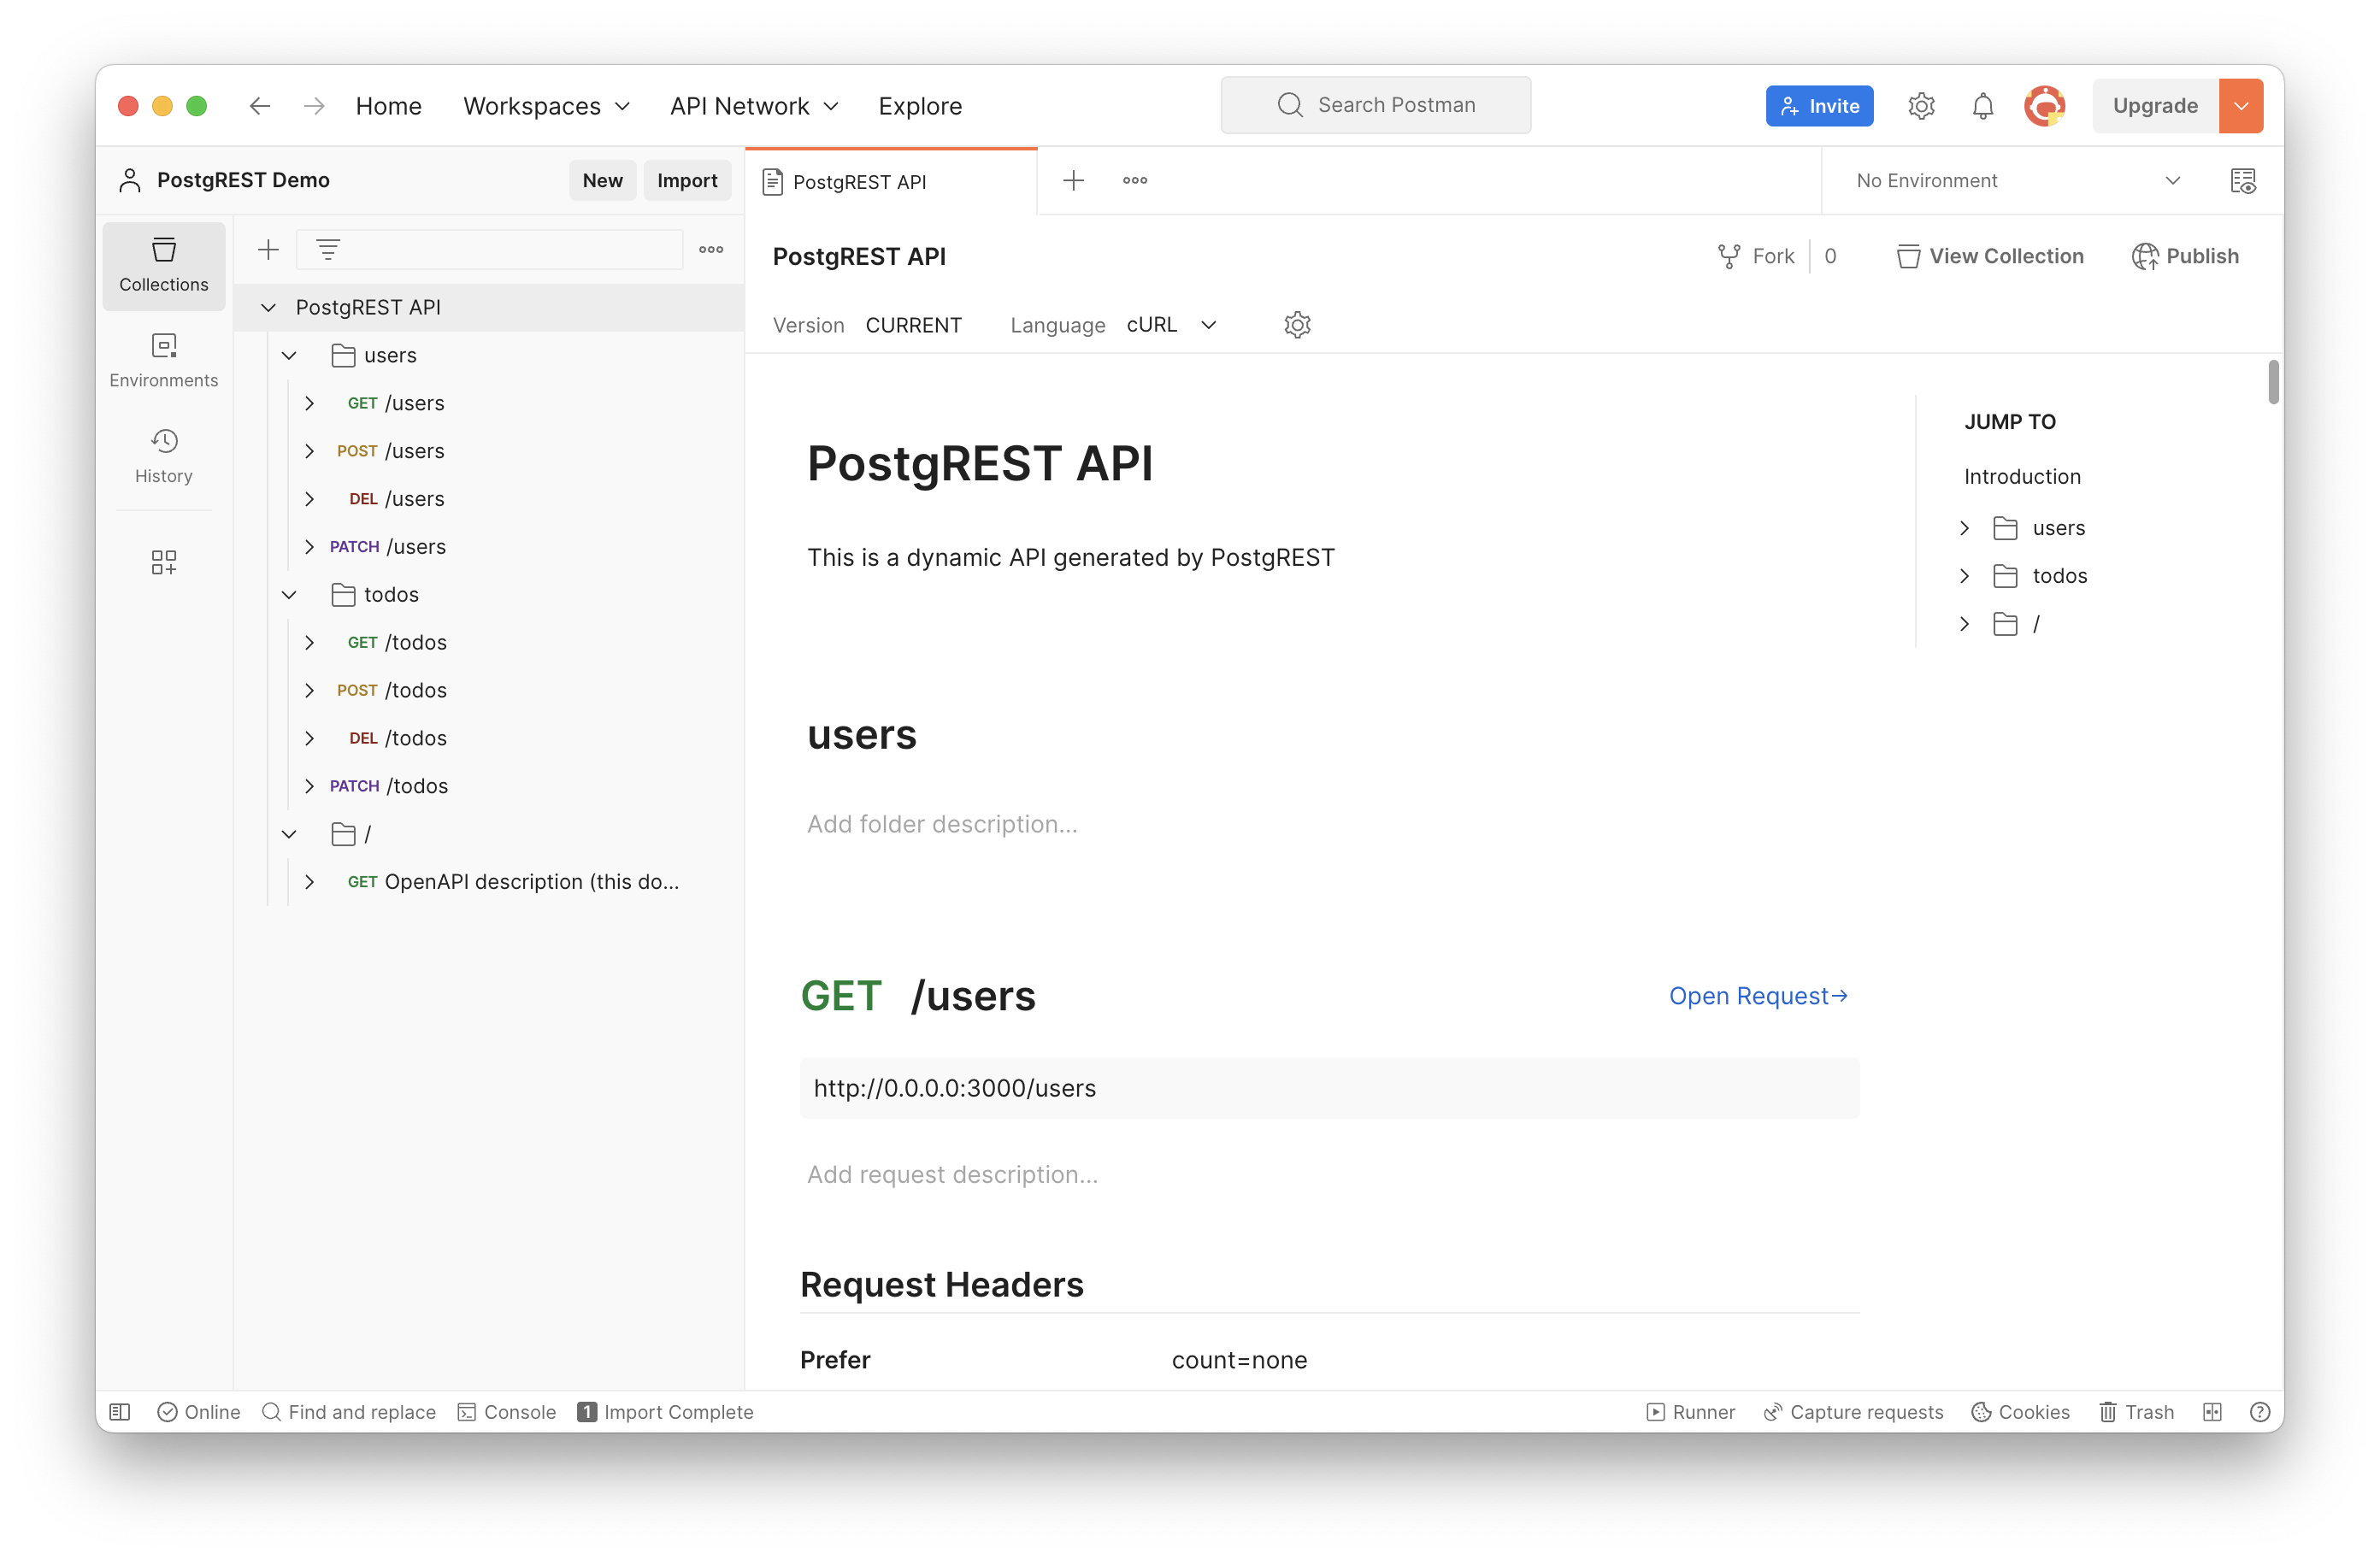 Home Workspaces API Network Explore Search Postman Invite Upgrade
PostgREST Demo New Import
PostgREST API
No Environment
Collections
Environments
History
PostgREST API
users
GET /users
POST /users
DEL /users
PATCH /users
todos
GET /todos
POST /todos
DEL /todos
PATCH /todos
/
GET OpenAPI description (this do...
PostgREST API Fork 0 View Collection Publish
Version CURRENT Language cURL
PostgREST API
This is a dynamic API generated by PostgREST
users
Add folder description...
GET /users Open Request→
http://0.0.0.0:3000/users
Add request description...
Request Headers
Prefer count=none
JUMP TO
Introduction
users
todos
/
Online Find and replace Console 1 Import Complete Runner Capture requests Cookies Trash